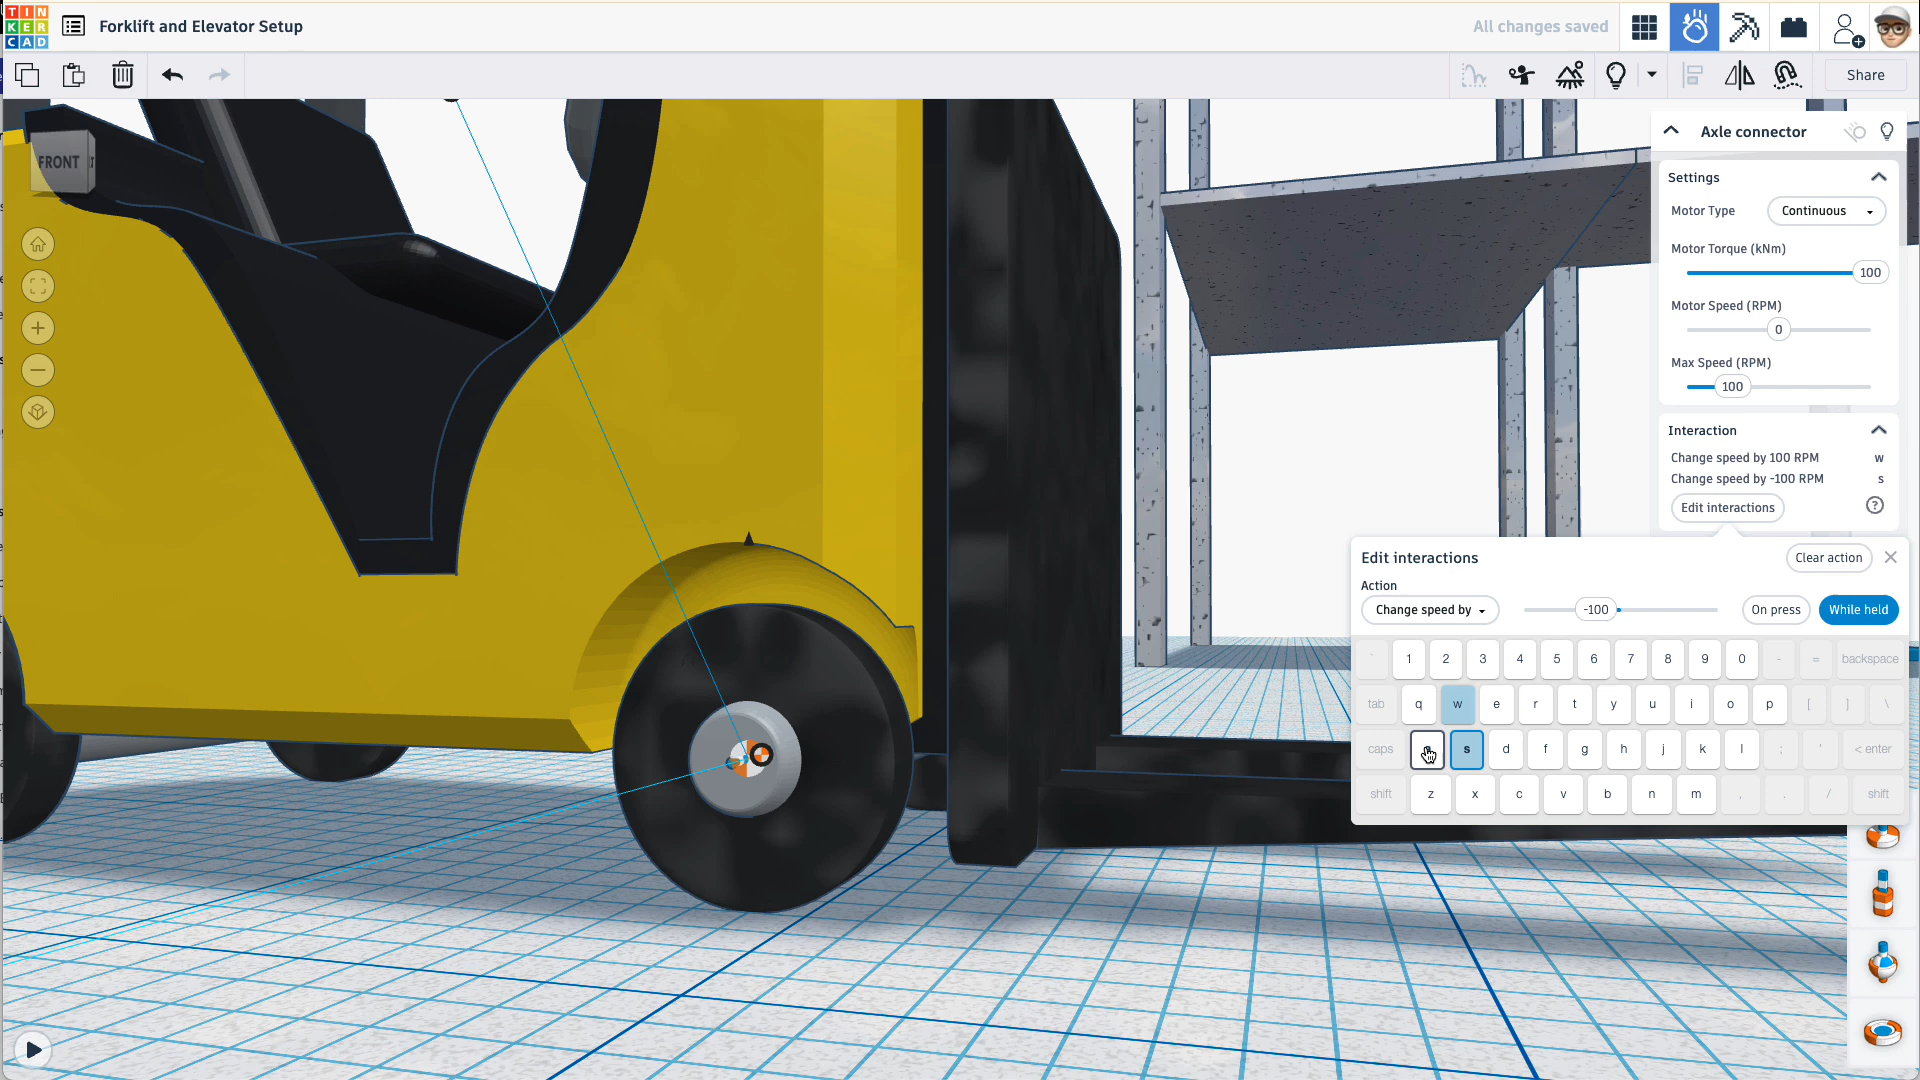 TIN
KER
CAD
Forklift and Elevator Setup
All changes saved
Share
FRONT
Axle connector
Settings
Motor Type
Continuous
Motor Torque (kNm)
100
Motor Speed (RPM)
0
Max Speed (RPM)
100
Interaction
Change speed by 100 RPM w
Change speed by -100 RPM s
Edit interactions
?
Edit interactions
Clear action
Action
Change speed by
-100
On press
While held
` 1 2 3 4 5 6 7 8 9 0 - = backspace
tab q w e r t y u i o p [ ] \
caps s d f g h j k l ; ' < enter
shift z x c v b n m , . / shift